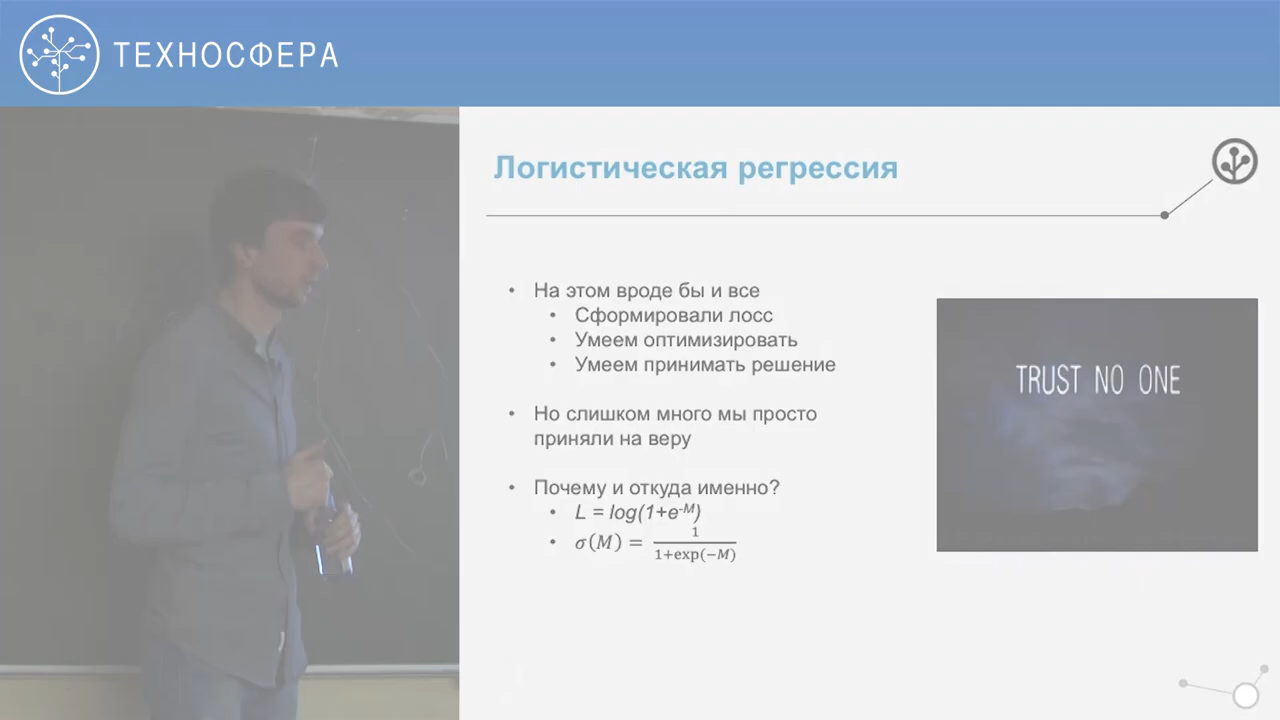 ТЕХНОСФЕРА
Логистическая регрессия
• На этом вроде бы и все
• Сформировали лосс
• Умеем оптимизировать
• Умеем принимать решение
• Но слишком много мы просто
приняли на веру
• Почему и откуда именно?
• L = log(1+e^-M)
• σ(M) = 1/(1+exp(−M))
TRUST NO ONE